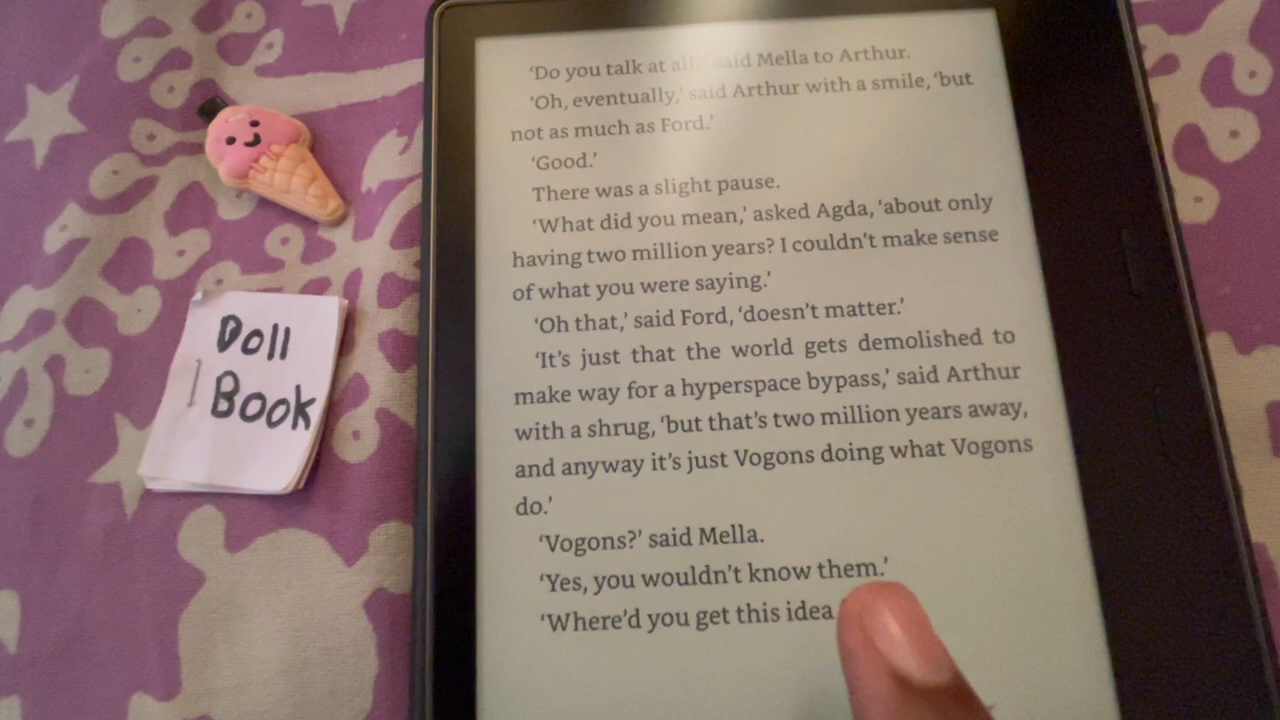 Doll
Book
‘Do you talk at all?’ said Mella to Arthur.
‘Oh, eventually,’ said Arthur with a smile, ‘but
not as much as Ford.’
‘Good.’
There was a slight pause.
‘What did you mean,’ asked Agda, ‘about only
having two million years? I couldn’t make sense
of what you were saying.’
‘Oh that,’ said Ford, ‘doesn’t matter.’
‘It’s just that the world gets demolished to
make way for a hyperspace bypass,’ said Arthur
with a shrug, ‘but that’s two million years away,
and anyway it’s just Vogons doing what Vogons
do.’
‘Vogons?’ said Mella.
‘Yes, you wouldn’t know them.’
‘Where’d you get this idea